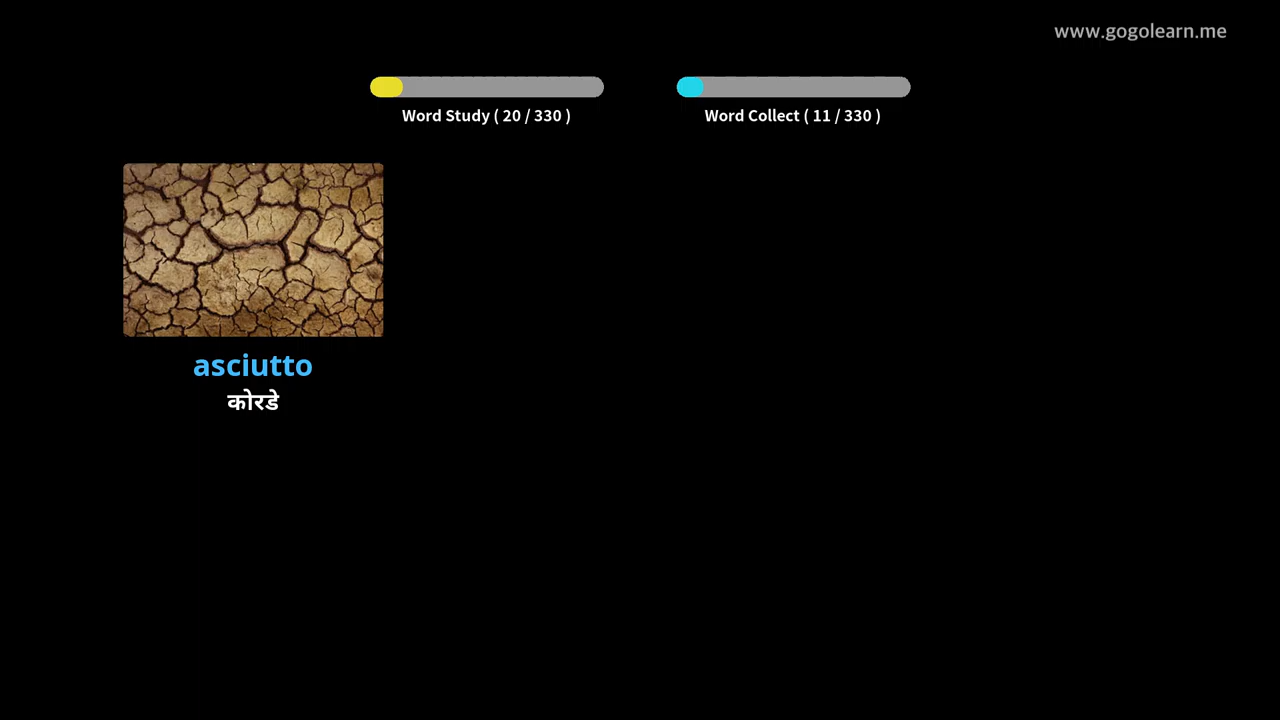 www.gogolearn.me
Word Study ( 20 / 330 )
Word Collect ( 11 / 330 )
asciutto
कोरडे